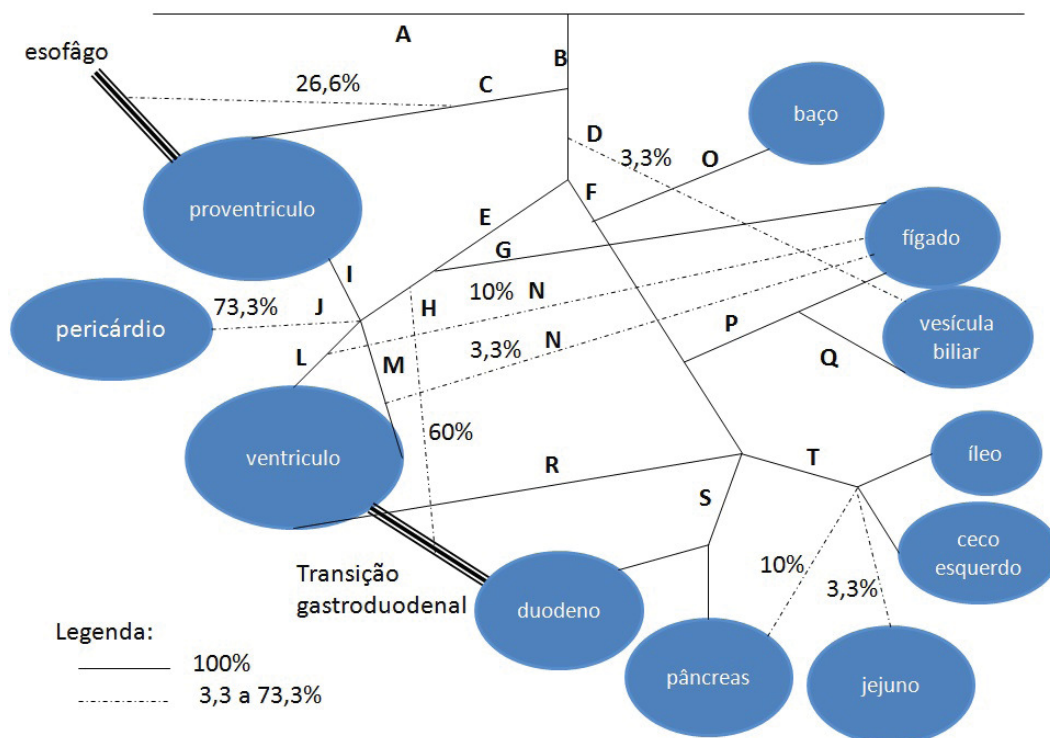 A
esofâgo
B
26,6%
C
baço
D
3,3%
O
proventriculo
E
F
G
fígado
I
pericárdio
73,3%
J
H
10%
N
L
M
3,3%
N
P
vesícula
biliar
Q
ventriculo
60%
R
T
íleo
S
ceco
esquerdo
Transição
gastroduodenal
10%
3,3%
duodeno
pâncreas
jejuno
Legenda:
100%
3,3 a 73,3%